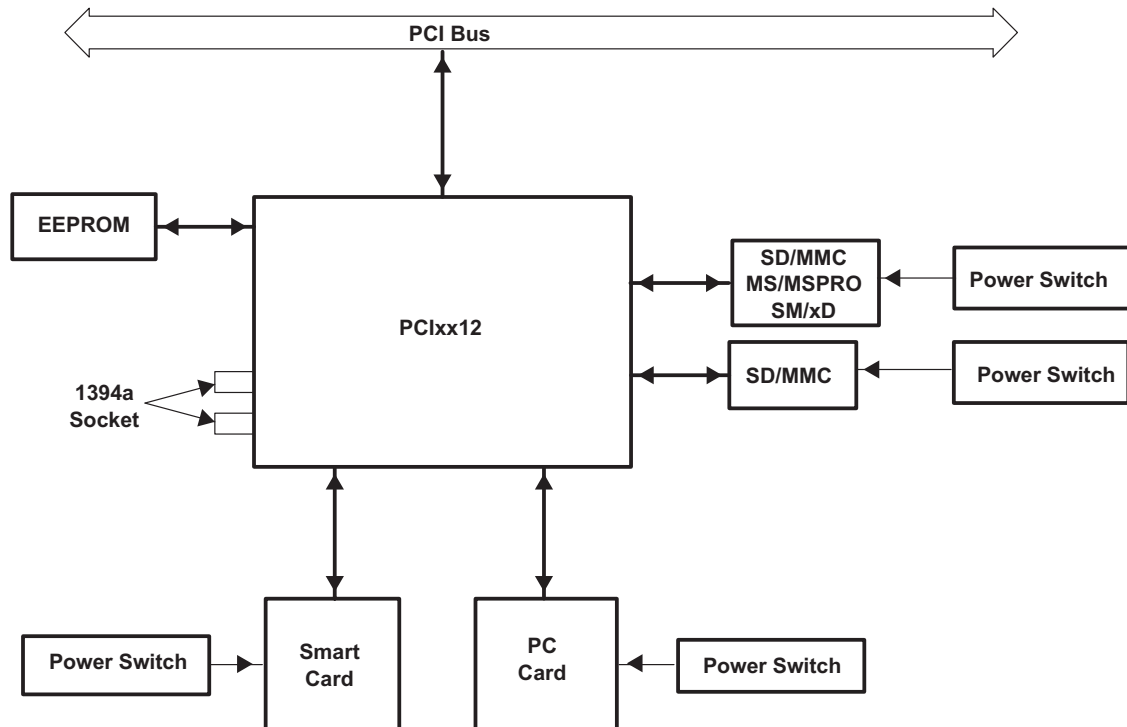 PCI Bus
EEPROM
SD/MMC
MS/MSPRO
SM/xD
Power Switch
PCIxx12
SD/MMC
Power Switch
1394a
Socket
Power Switch
Smart
Card
PC
Card
Power Switch